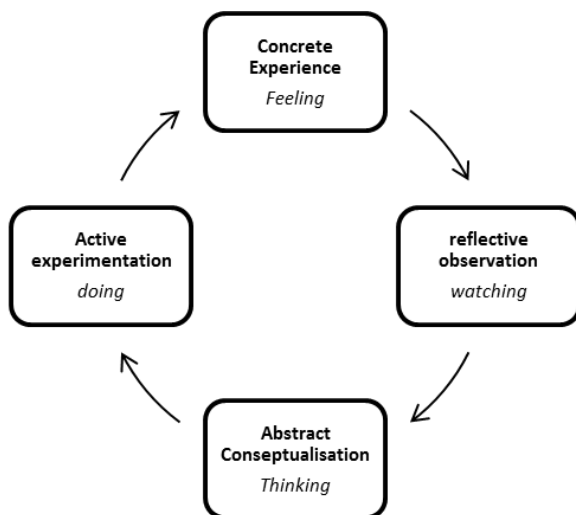 Concrete
Experience
Feeling
reflective
observation
watching
Abstract
Conseptualisation
Thinking
Active
experimentation
doing